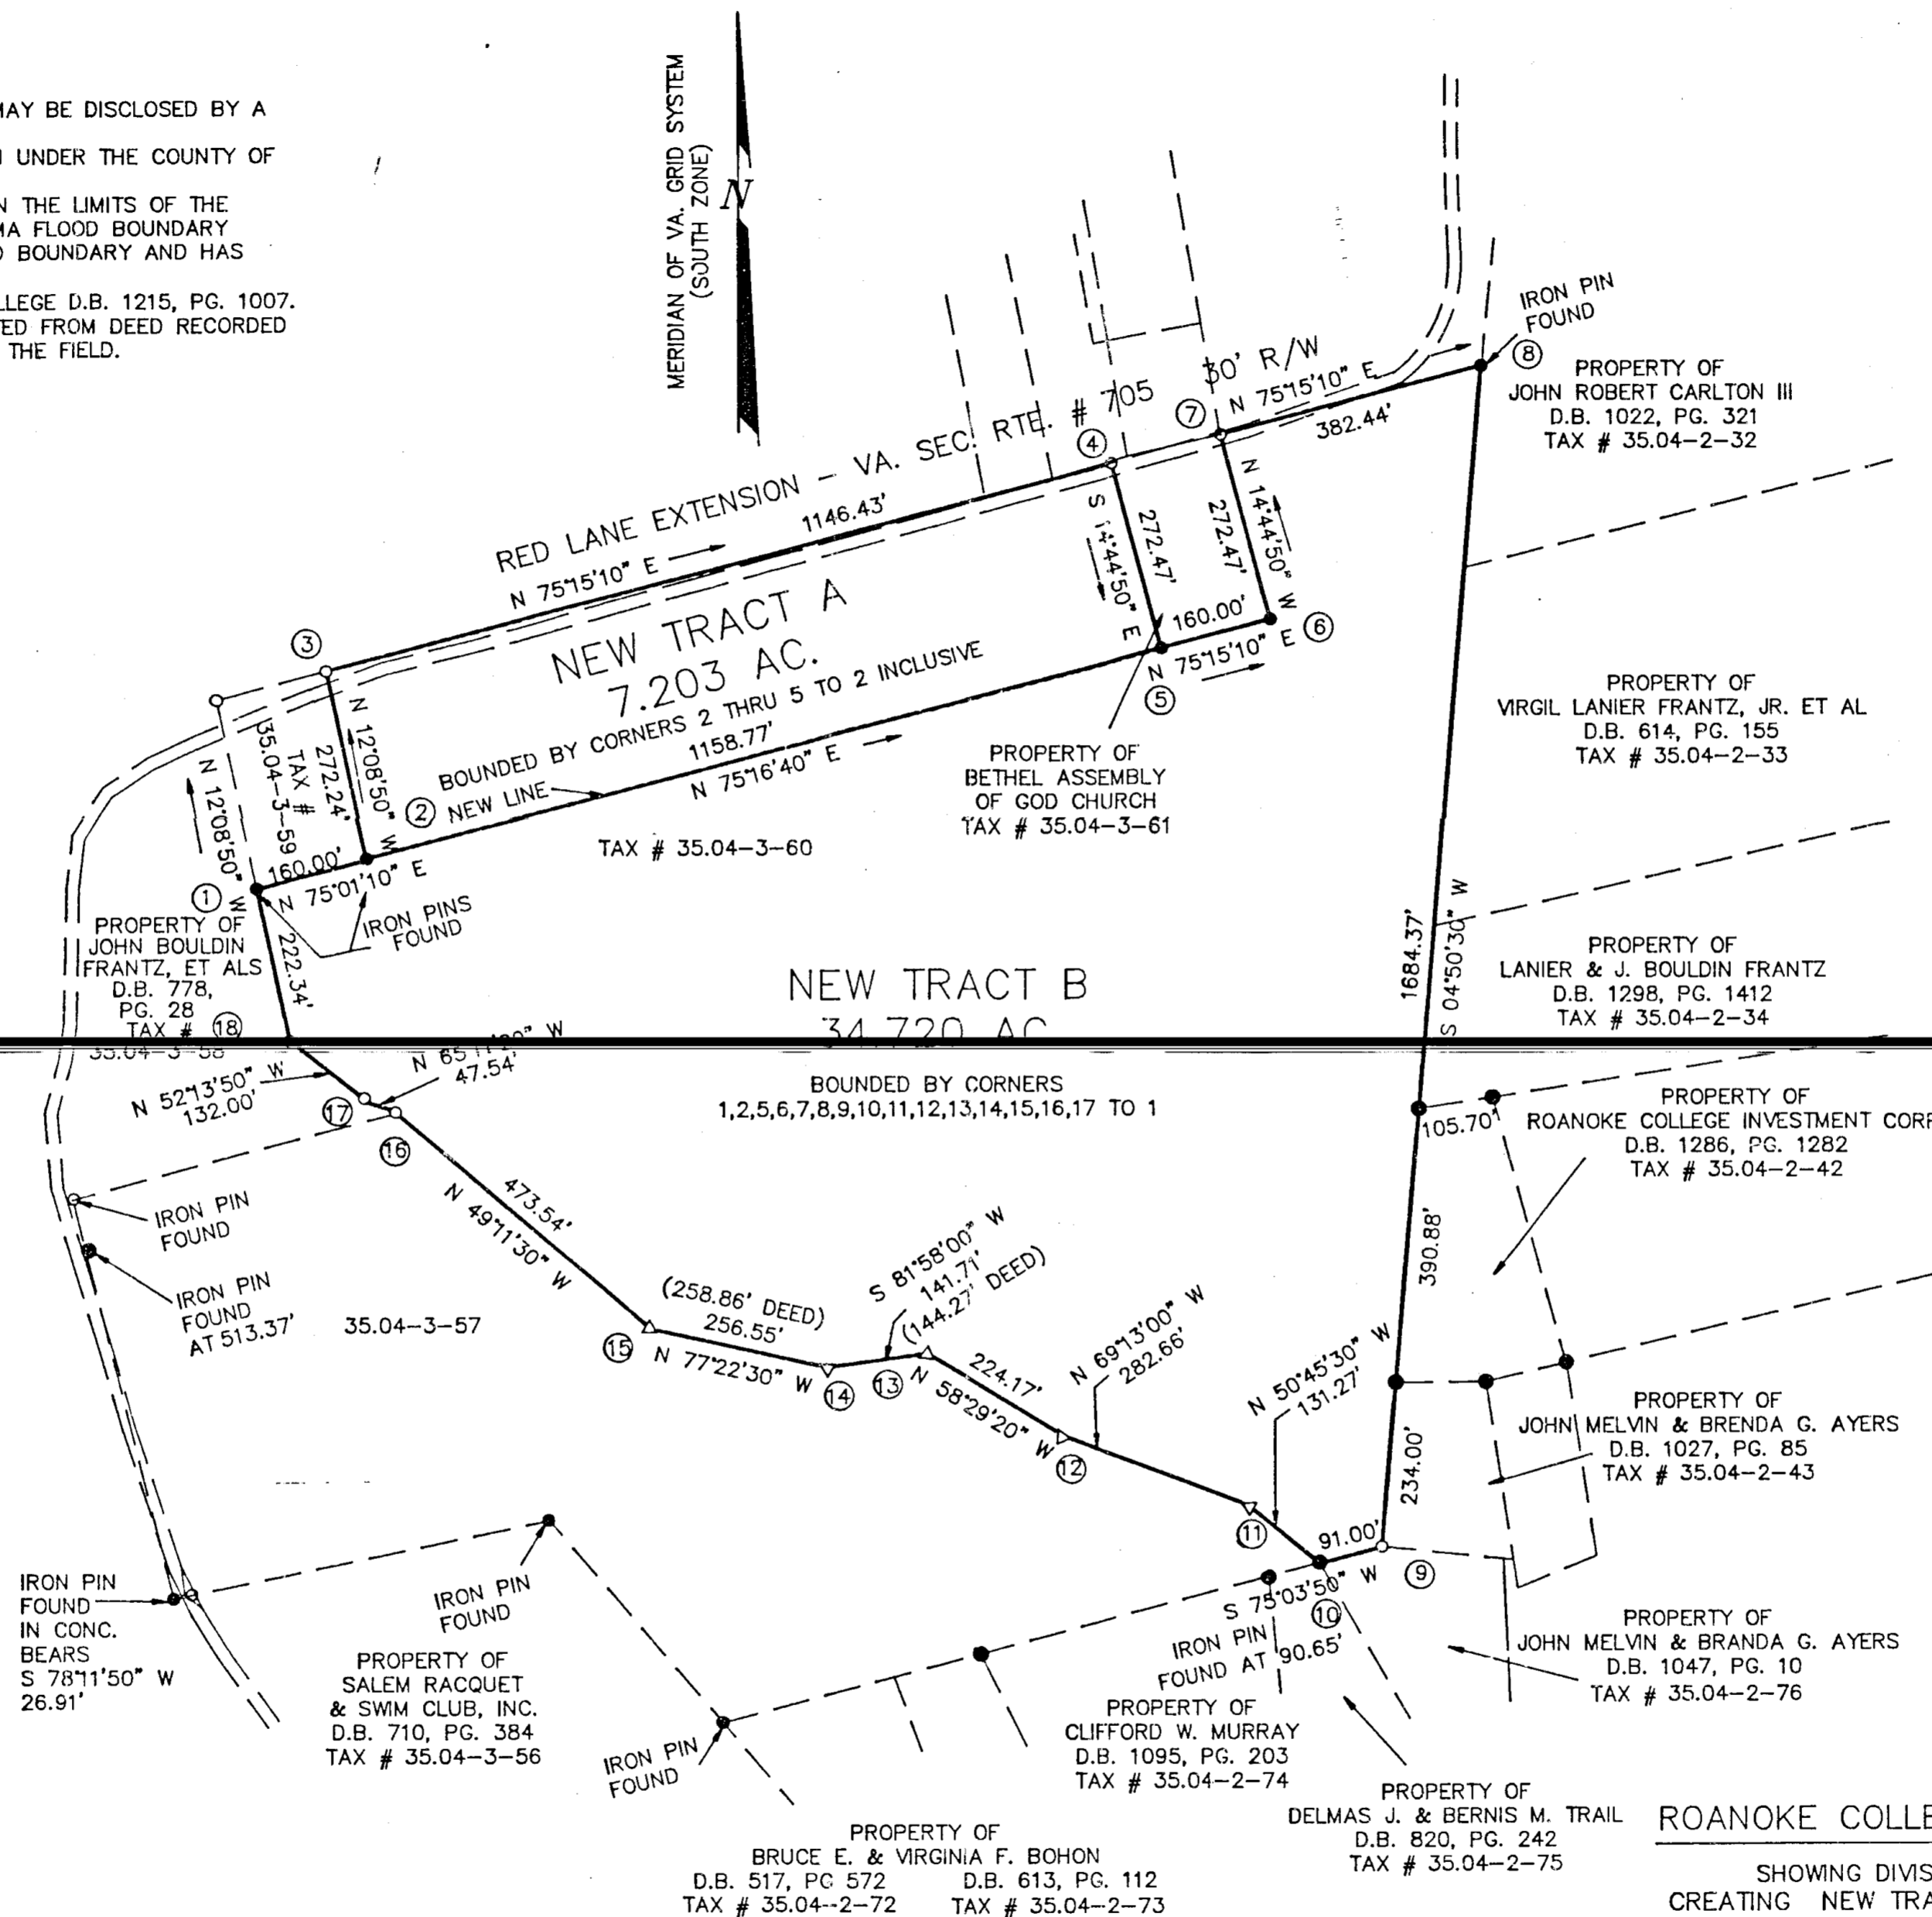 MAY BE DISCLOSED BY A
UNDER THE COUNTY OF
THE LIMITS OF THE
FLOOD BOUNDARY
BOUNDARY AND HAS
D.B. 1215, PG. 1007.
FROM DEED RECORDED
THE FIELD.
MERIDIAN OF VA. GRID SYSTEM
(SOUTH ZONE)
N
RED LANE EXTENSION – VA. SEC. RTE. # 705
30' R/W
N 75°15'10" E
1146.43'
N 75°15'10" E
382.44'
IRON PIN
FOUND
8
7
4
3
PROPERTY OF
JOHN ROBERT CARLTON III
D.B. 1022, PG. 321
TAX # 35.04–2–32
NEW TRACT A
7.203 AC.
BOUNDED BY CORNERS 2 THRU 5 TO 2 INCLUSIVE
1158.77'
N 75°16'40" E
S 14°44'50" E
272.47'
N 14°44'50" W
272.47'
160.00'
N 75°15'10" E
6
5
PROPERTY OF
VIRGIL LANIER FRANTZ, JR. ET AL
D.B. 614, PG. 155
TAX # 35.04–2–33
N 12°08'50" W
TAX #
35.04–3–59
272.24'
N 12°08'50" W
2
NEW LINE
PROPERTY OF
BETHEL ASSEMBLY
OF GOD CHURCH
TAX # 35.04–3–61
TAX # 35.04–3–60
160.00'
N 75°01'10" E
1
IRON PINS
FOUND
PROPERTY OF
JOHN BOULDIN
FRANTZ, ET ALS
D.B. 778,
PG. 28
TAX #
35.04–3–58
18
222.34'
NEW TRACT B
34.720 AC
1684.37'
S 04°50'30" W
PROPERTY OF
LANIER & J. BOULDIN FRANTZ
D.B. 1298, PG. 1412
TAX # 35.04–2–34
BOUNDED BY CORNERS
1,2,5,6,7,8,9,10,11,12,13,14,15,16,17 TO 1
N 52°13'50" W
132.00'
47.54'
17
16
105.70'
PROPERTY OF
ROANOKE COLLEGE INVESTMENT
D.B. 1286, PG. 1282
TAX # 35.04–2–42
IRON PIN
FOUND
IRON PIN
FOUND
AT 513.37'
35.04–3–57
473.54'
N 49°11'30" W
15
(258.86' DEED)
256.55'
N 77°22'30" W
14
S 81°58'00" W
141.71'
(144.27' DEED)
13
224.17'
N 58°29'20" W
12
N 69°13'00" W
282.66'
N 50°45'30" W
131.27'
11
390.88'
234.00'
91.00'
S 75°03'50" W
9
10
IRON PIN
FOUND AT 90.65'
PROPERTY OF
JOHN MELVIN & BRENDA G. AYERS
D.B. 1027, PG. 85
TAX # 35.04–2–43
PROPERTY OF
JOHN MELVIN & BRANDA G. AYERS
D.B. 1047, PG. 10
TAX # 35.04–2–76
IRON PIN
FOUND
IN CONC.
BEARS
S 78°11'50" W
26.91'
IRON PIN
FOUND
PROPERTY OF
SALEM RACQUET
& SWIM CLUB, INC.
D.B. 710, PG. 384
TAX # 35.04–3–56
IRON PIN
FOUND
PROPERTY OF
CLIFFORD W. MURRAY
D.B. 1095, PG. 203
TAX # 35.04–2–74
PROPERTY OF
DELMAS J. & BERNIS M. TRAIL
D.B. 820, PG. 242
TAX # 35.04–2–75
PROPERTY OF
BRUCE E. & VIRGINIA F. BOHON
D.B. 517, PG 572 D.B. 613, PG. 112
TAX # 35.04–2–72 TAX # 35.04–2–73
ROANOKE
SHOWING
CREATING NEW